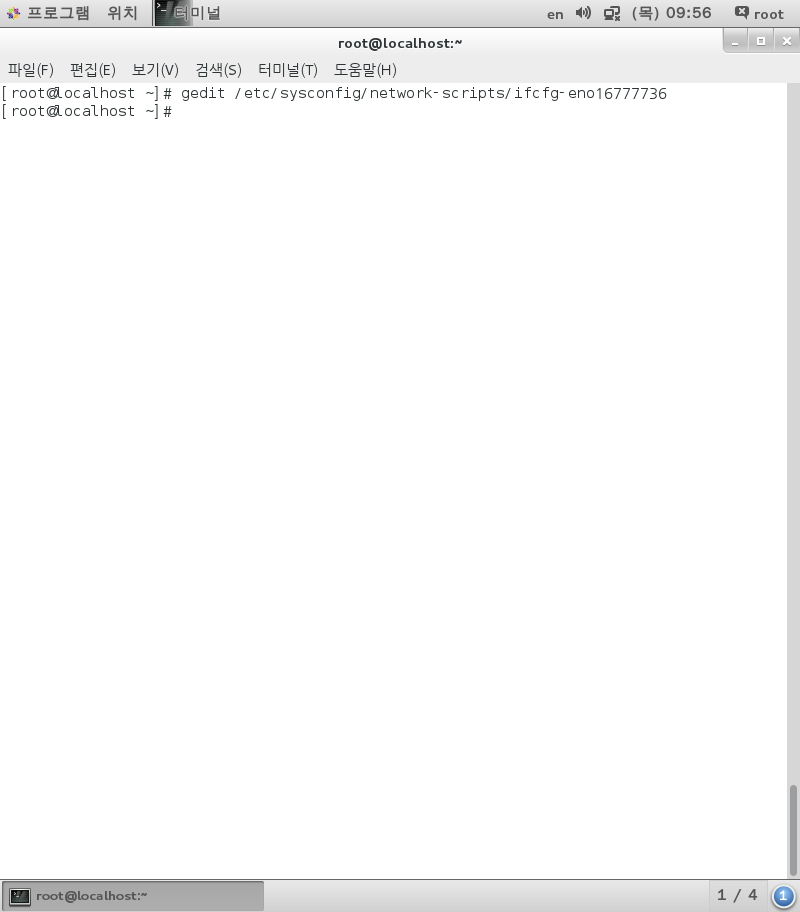 프로그램 위치 터미널 en (목) 09:56 root
root@localhost:~
파일(F) 편집(E) 보기(V) 검색(S) 터미널(T) 도움말(H)
[root@localhost ~]# gedit /etc/sysconfig/network-scripts/ifcfg-eno16777736
[root@localhost ~]#
root@localhost:~ 1 / 4 1